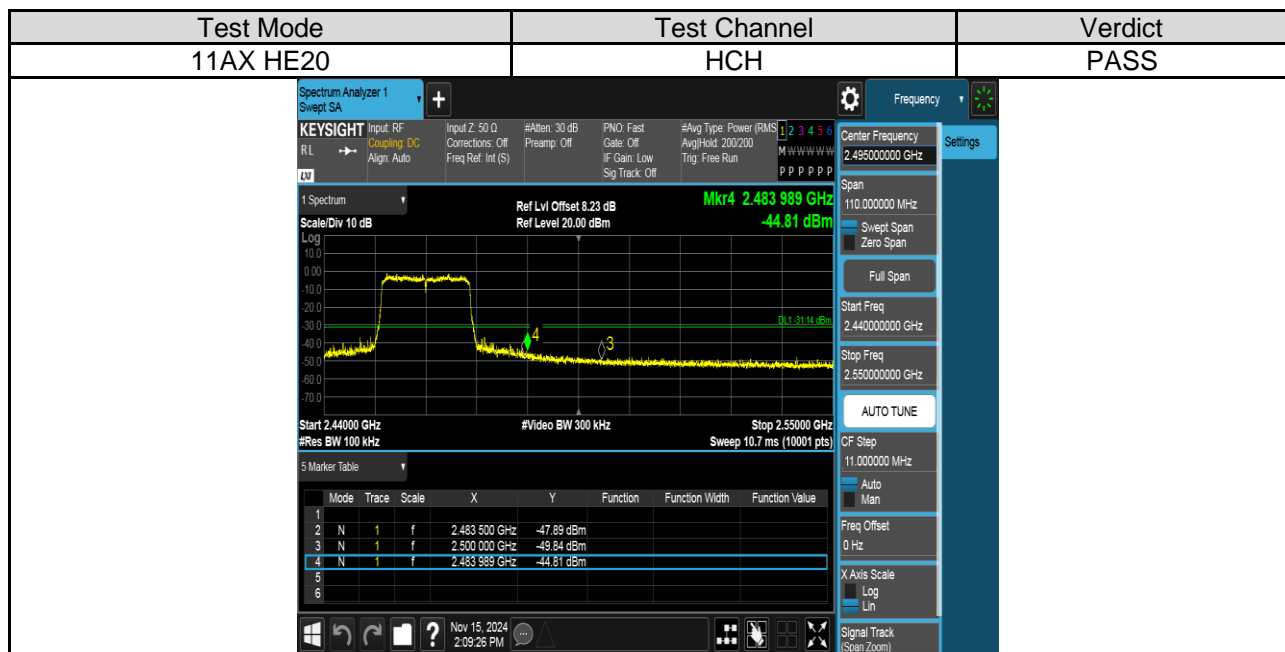 Test Mode Test Channel Verdict
11AX HE20 HCH PASS
Spectrum Analyzer 1
Swept SA
+
Frequency
KEYSIGHT Input: RF Input Z: 50 Ω #Atten: 30 dB PNO: Fast #Avg Type: Power (RMS 1 2 3 4 5 6
RL Coupling: DC Corrections: Off Preamp: Off Gate: Off Avg|Hold: 200/200 M W W W W W
Align: Auto Freq Ref: Int (S) IF Gain: Low Trig: Free Run
LXI Sig Track: Off P P P P P P
Center Frequency
2.495000000 GHz
Settings
1 Spectrum
Scale/Div 10 dB
Ref Lvl Offset 8.23 dB
Ref Level 20.00 dBm
Mkr4 2.483 989 GHz
-44.81 dBm
Log
10.0
0.00
-10.0
-20.0
-30.0
-40.0
-50.0
-60.0
-70.0
DL1 -31.14 dBm
4
3
Start 2.44000 GHz #Video BW 300 kHz Stop 2.55000 GHz
#Res BW 100 kHz Sweep 10.7 ms (10001 pts)
Span
110.000000 MHz
Swept Span
Zero Span
Full Span
Start Freq
2.440000000 GHz
Stop Freq
2.550000000 GHz
AUTO TUNE
CF Step
11.000000 MHz
Auto
Man
Freq Offset
0 Hz
X Axis Scale
Log
Lin
Signal Track
(Span Zoom)
5 Marker Table
Mode Trace Scale X Y Function Function Width Function Value
1
2 N 1 f 2.483 500 GHz -47.89 dBm
3 N 1 f 2.500 000 GHz -49.84 dBm
4 N 1 f 2.483 989 GHz -44.81 dBm
5
6
? Nov 15, 2024
2:09:26 PM